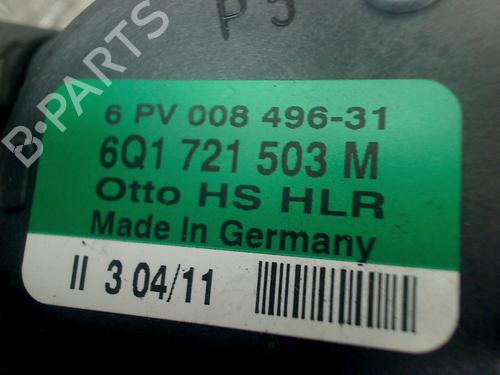 P5
B-PARTS
6 PV 008 496-31
6Q1 721 503 M
Otto HS HLR
Made In Germany
II 3 04/11